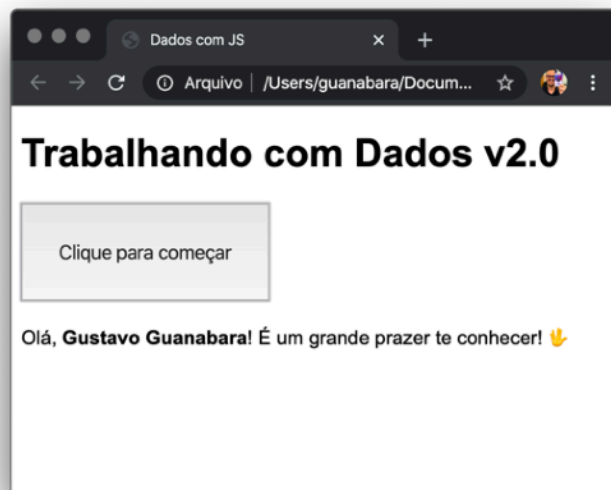 Dados com JS
Arquivo | /Users/guanabara/Docum...
Trabalhando com Dados v2.0
Clique para começar
Olá, Gustavo Guanabara! É um grande prazer te conhecer! 🖖